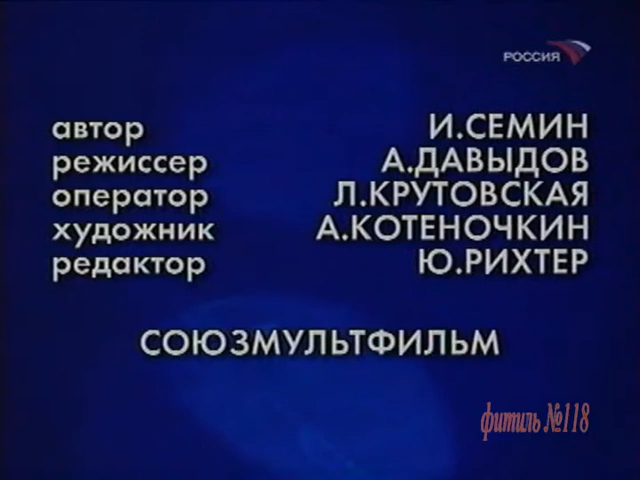 РОССИЯ
автор И.СЕМИН
режиссер А.ДАВЫДОВ
оператор Л.КРУТОВСКАЯ
художник А.КОТЕНОЧКИН
редактор Ю.РИХТЕР
СОЮЗМУЛЬТФИЛЬМ
фитиль №118